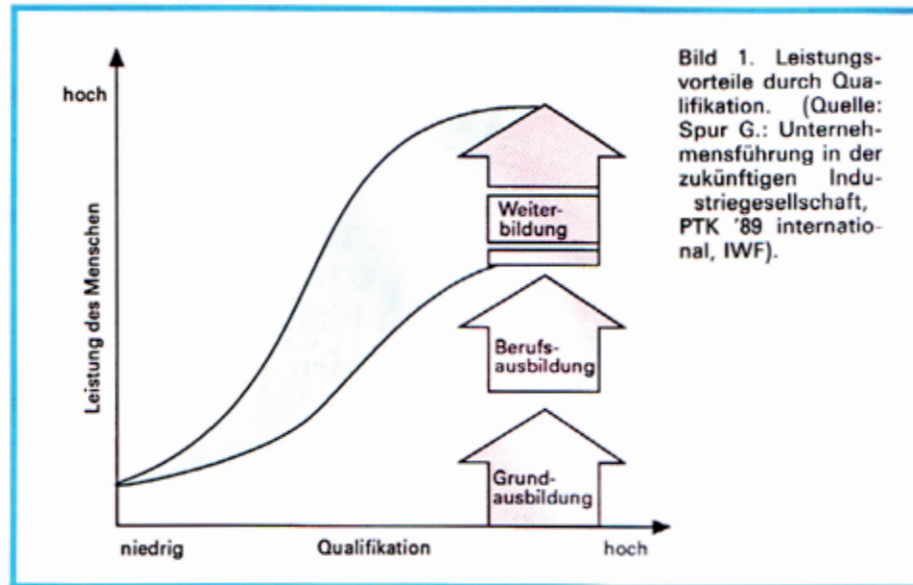 hoch
Leistung des Menschen
niedrig
Qualifikation
hoch
Weiter-
bildung
Berufs-
ausbildung
Grund-
ausbildung
Bild 1. Leistungs-
vorteile durch Qua-
lifikation. (Quelle:
Spur G.: Unterneh-
mensführung in der
zukünftigen Indu-
striegesellschaft,
PTK '89 internatio-
nal, IWF).